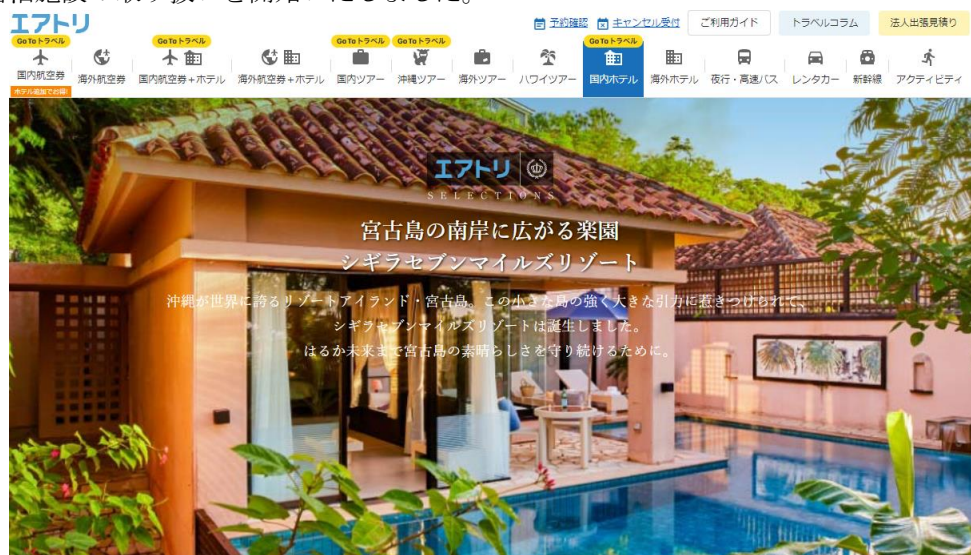 宿泊施設の取り扱いを開始いたしました。
エアトリ
予約確認 キャンセル受付 ご利用ガイド トラベルコラム 法人出張見積り
GoToトラベル GoToトラベル GoToトラベル GoToトラベル GoToトラベル
国内航空券 海外航空券 国内航空券+ホテル 海外航空券+ホテル 国内ツアー 沖縄ツアー 海外ツアー ハワイツアー 国内ホテル 海外ホテル 夜行・高速バス レンタカー 新幹線 アクティビティ
ホテル追加でお得!
エアトリ
SELECTIONS
宮古島の南岸に広がる楽園
シギラセブンマイルズリゾート
沖縄が世界に誇るリゾートアイランド・宮古島。この小さな島の強く大きな引力に惹きつけられて、
シギラセブンマイルズリゾートは誕生しました。
はるか未来まで宮古島の素晴らしさを守り続けるために。